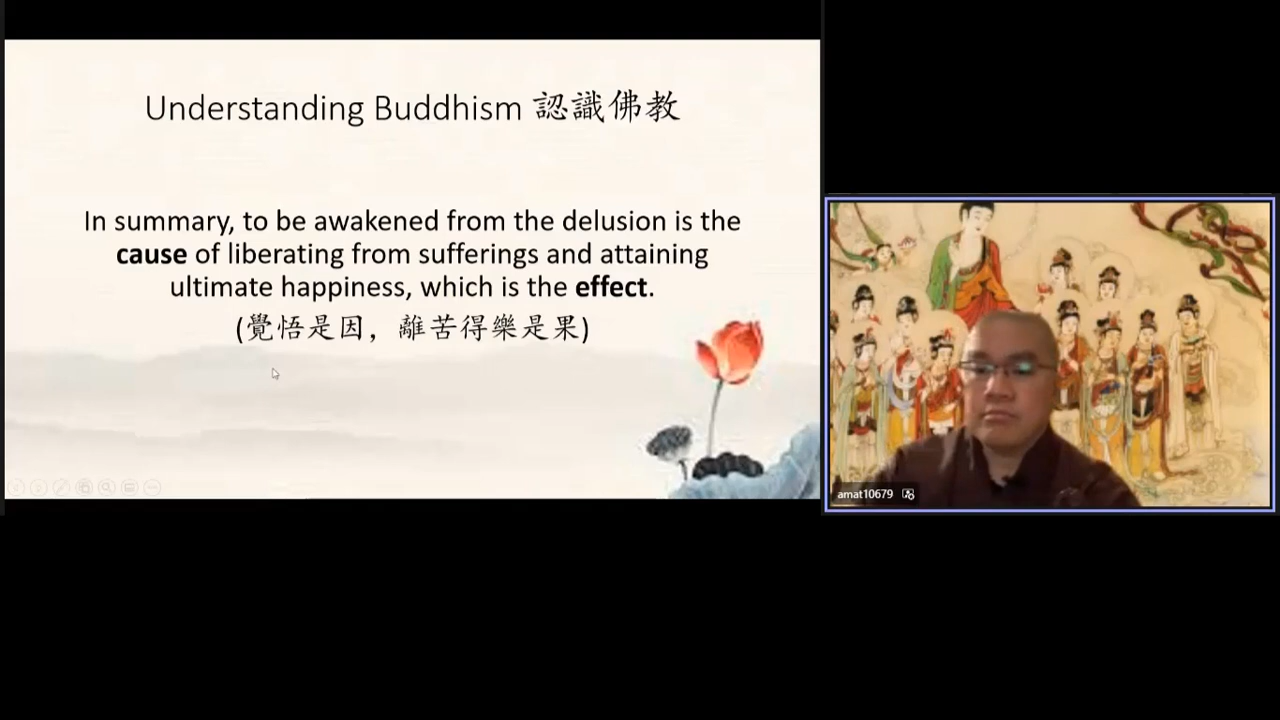 Understanding Buddhism 認識佛教
In summary, to be awakened from the delusion is the
cause of liberating from sufferings and attaining
ultimate happiness, which is the effect.
(覺悟是因，離苦得樂是果)
amat10679